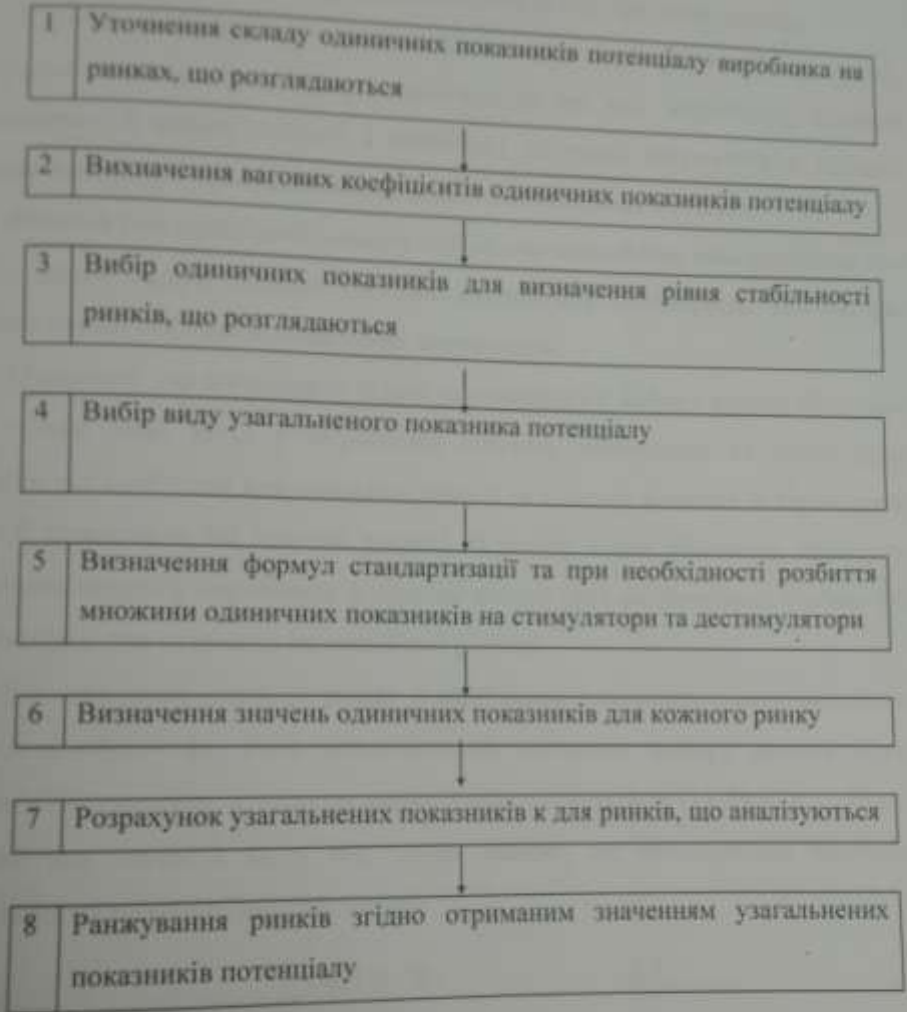 1 Уточнення складу одиничних показників потенціалу виробника на
ринках, що розглядаються
2 Вихначення вагових коефіцієнтів одиничних показників потенціалу
3 Вибір одиничних показників для визначення рівня стабільності
ринків, що розглядаються
4 Вибір виду узагальненого показника потенціалу
5 Визначення формул стандартизації та при необхідності розбиття
множини одиничних показників на стимулятори та дестимулятори
6 Визначення значень одиничних показників для кожного ринку
7 Розрахунок узагальнених показників к для ринків, що аналізуються
8 Ранжування ринків згідно отриманим значенням узагальнених
показників потенціалу